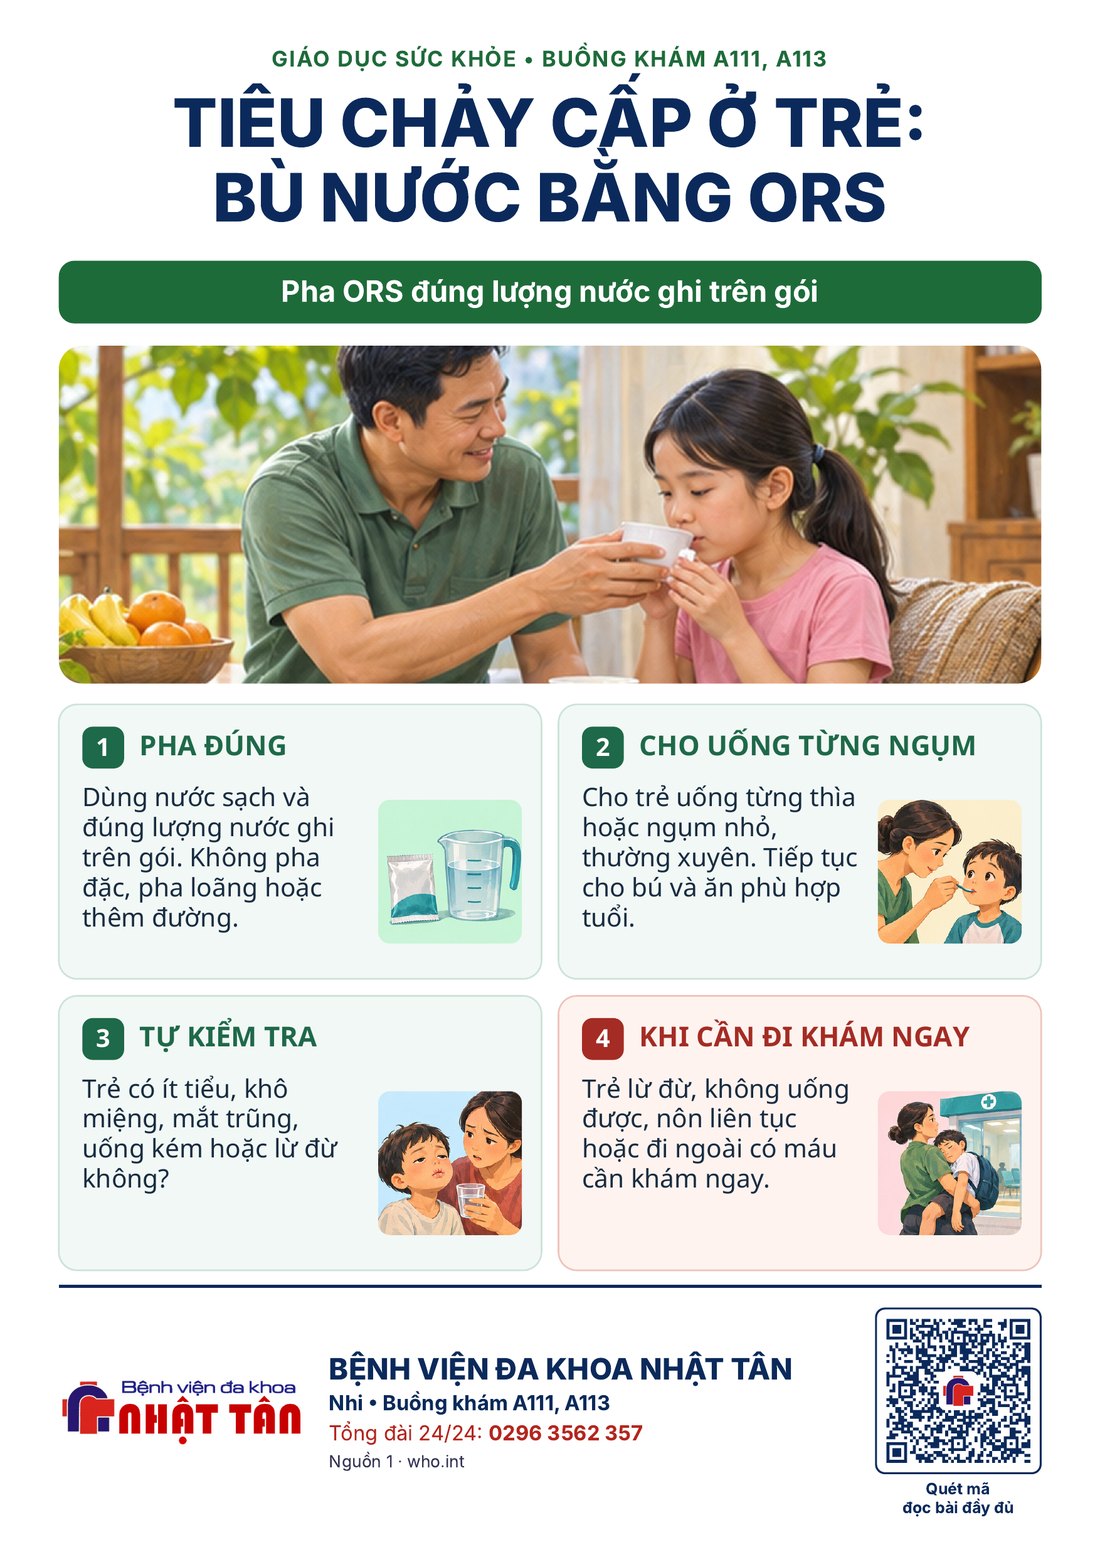 GIÁO DỤC SỨC KHỎE • BUỒNG KHÁM A111, A113
TIÊU CHẢY CẤP Ở TRẺ:
BÙ NƯỚC BẰNG ORS
Pha ORS đúng lượng nước ghi trên gói
1 PHA ĐÚNG
Dùng nước sạch và
đúng lượng nước ghi
trên gói. Không pha
đặc, pha loãng hoặc
thêm đường.
2 CHO UỐNG TỪNG NGỤM
Cho trẻ uống từng thìa
hoặc ngụm nhỏ,
thường xuyên. Tiếp tục
cho bú và ăn phù hợp
tuổi.
3 TỰ KIỂM TRA
Trẻ có ít tiểu, khô
miệng, mắt trũng,
uống kém hoặc lừ đừ
không?
4 KHI CẦN ĐI KHÁM NGAY
Trẻ lừ đừ, không uống
được, nôn liên tục
hoặc đi ngoài có máu
cần khám ngay.
Bệnh viện đa khoa
NHẬT TÂN
BỆNH VIỆN ĐA KHOA NHẬT TÂN
Nhi • Buồng khám A111, A113
Tổng đài 24/24: 0296 3562 357
Nguồn 1 · who.int
Quét mã
đọc bài đầy đủ